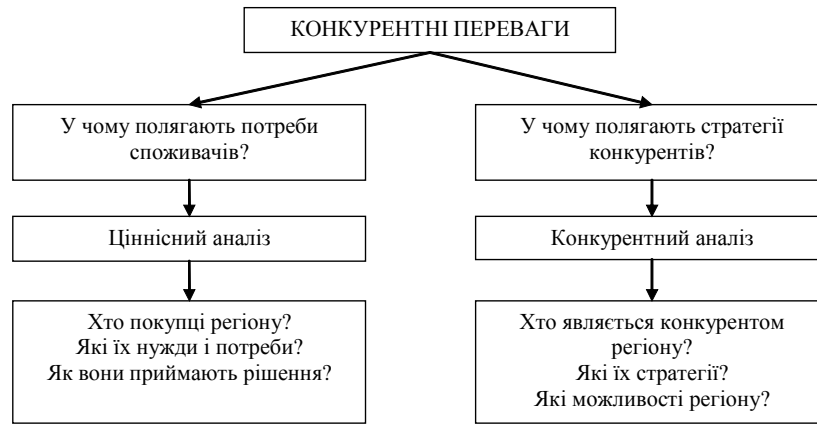 КОНКУРЕНТНІ ПЕРЕВАГИ
У чому полягають потреби
споживачів?
У чому полягають стратегії
конкурентів?
Ціннісний аналіз
Конкурентний аналіз
Хто покупці регіону?
Які їх нужди і потреби?
Як вони приймають рішення?
Хто являється конкурентом
регіону?
Які їх стратегії?
Які можливості регіону?